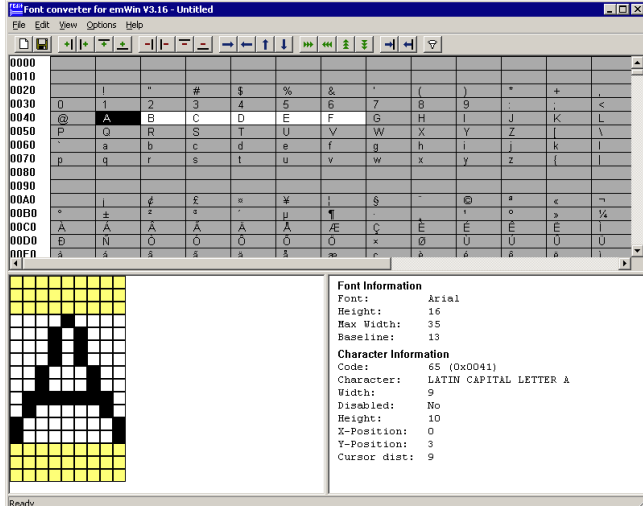 Font converter for emWin V3.16 - Untitled
File Edit View Options Help
0000
0010
0020 ! " # $ % & ' ( ) * + ,
0030 0 1 2 3 4 5 6 7 8 9 : ; <
0040 @ A B C D E F G H I J K L
0050 P Q R S T U V W X Y Z [ \
0060 ` a b c d e f g h i j k l
0070 p q r s t u v w x y z { |
0080
0090
00A0 ¡ ¢ £ ¤ ¥ ¦ § ¨ © ª « ¬
00B0 ° ± ² ³ ´ µ ¶ · ¸ ¹ º » ¼
00C0 À Á Â Ã Ä Å Æ Ç È É Ê Ë Ì
00D0 Ð Ñ Ò Ó Ô Õ Ö × Ø Ù Ú Û Ü
00E0
Font Information
Font: Arial
Height: 16
Max Width: 35
Baseline: 13
Character Information
Code: 65 (0x0041)
Character: LATIN CAPITAL LETTER A
Width: 9
Disabled: No
Height: 10
X-Position: 0
Y-Position: 3
Cursor dist: 9
Ready